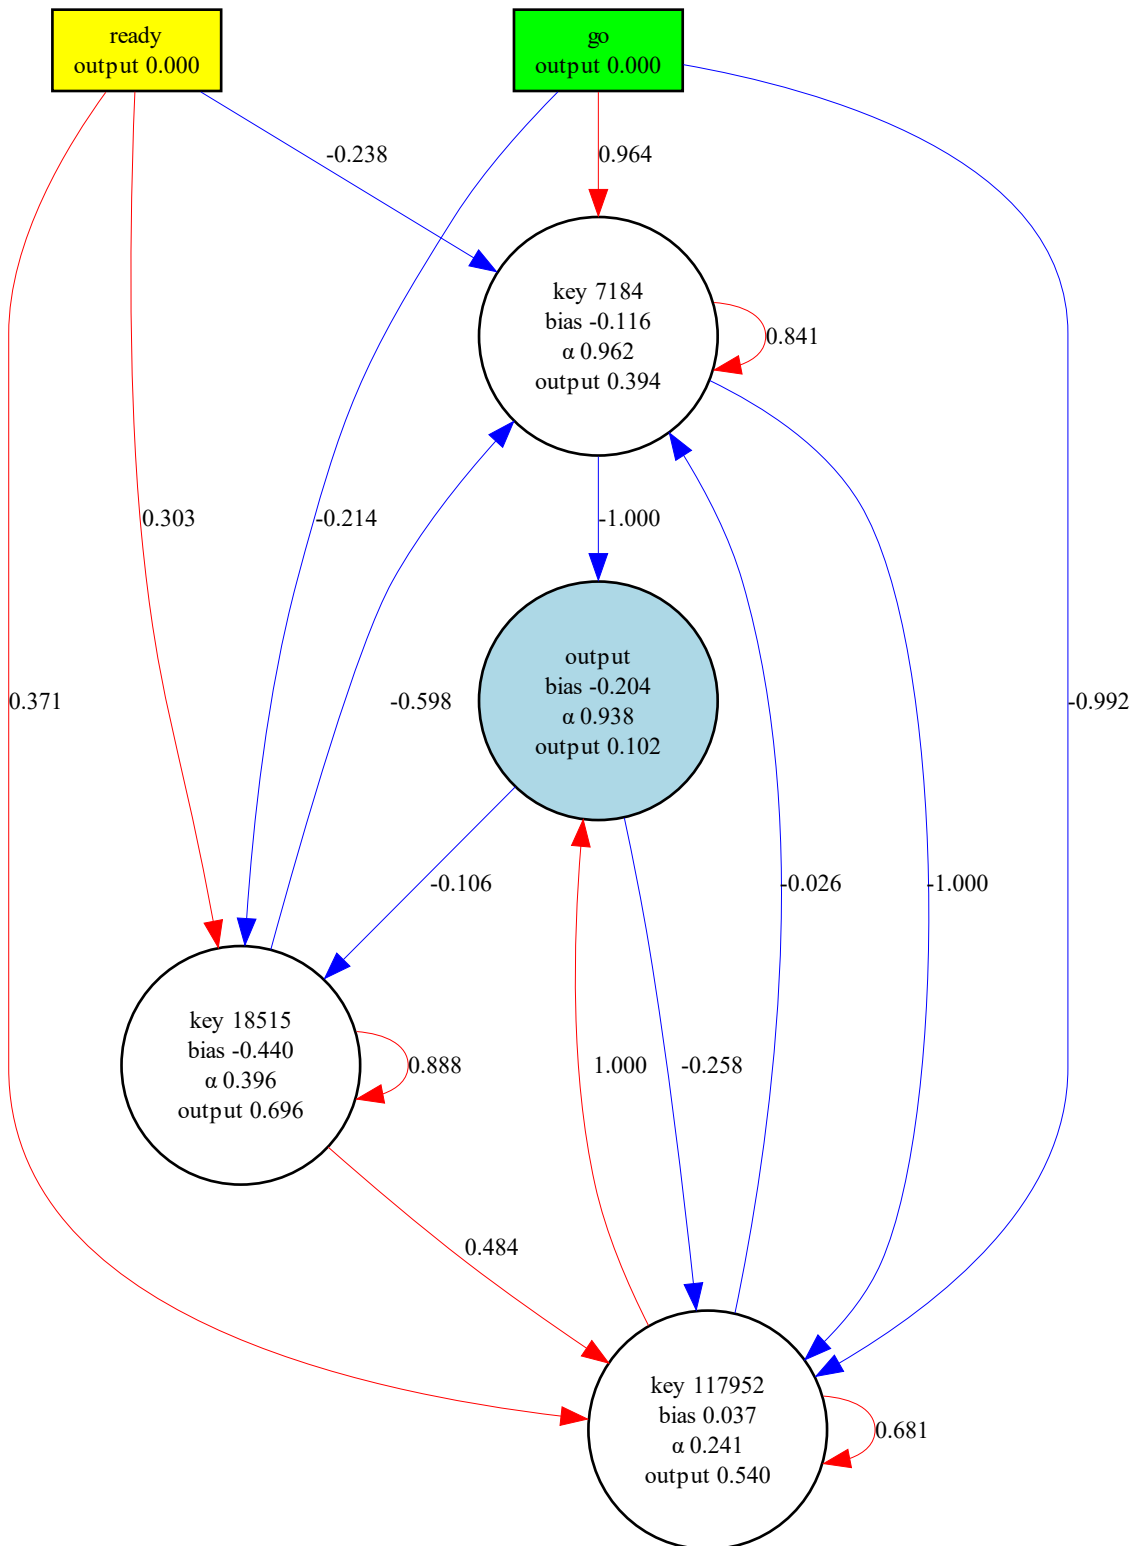 ready
output 0.000
go
output 0.000
-0.238
0.964
key 7184
bias -0.116
α 0.962
output 0.394
0.841
0.303
-0.214
-1.000
output
bias -0.204
α 0.938
output 0.102
0.371
-0.598
-0.992
-0.106
-0.026
-1.000
key 18515
bias -0.440
α 0.396
output 0.696
0.888
1.000
-0.258
0.484
key 117952
bias 0.037
α 0.241
output 0.540
0.681